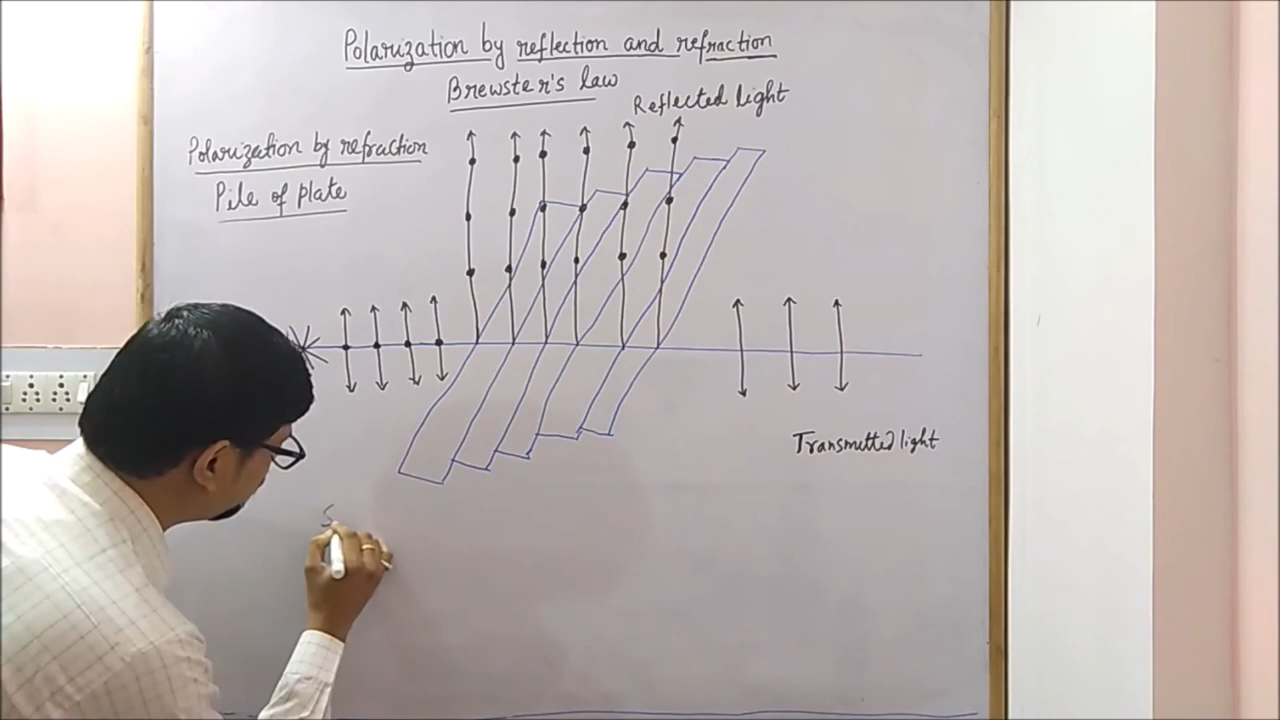 Polarization by reflection and refraction
Brewster's law
Reflected light
Polarization by refraction
Pile of plate
Transmitted light
S